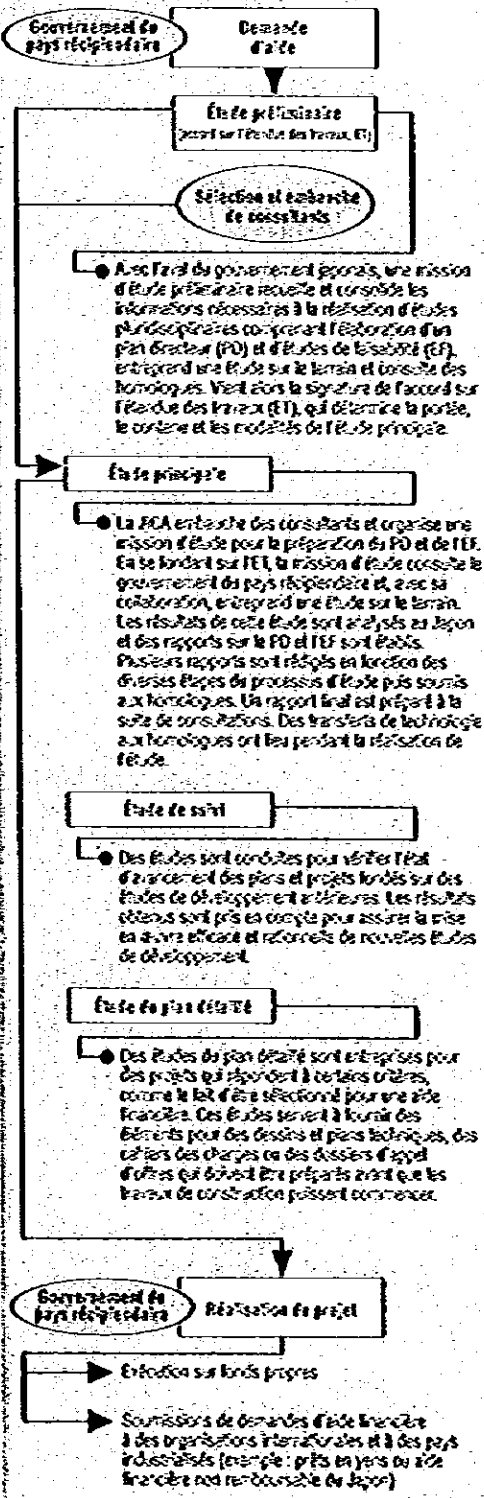 Gouvernement du
pays récipiendaire
Demande
d'aide
Étude préliminaire
(accord sur l'étendue des travaux, ET)
Sélection et embauche
de consultants
● Avec l'aval du gouvernement japonais, une mission
d'étude préliminaire recueille et consolide les
informations nécessaires à la réalisation d'études
pluridisciplinaires comprenant l'élaboration d'un
plan directeur (PD) et d'études de faisabilité (EF),
entreprend une étude sur le terrain et consulte des
homologues. Vient alors la signature de l'accord sur
l'étendue des travaux (ET), qui détermine la portée,
le contenu et les modalités de l'étude principale.
Étude principale
● La JICA embauche des consultants et organise une
mission d'étude pour la préparation du PD et de l'EF.
En se fondant sur l'ET, la mission d'étude consulte le
gouvernement du pays récipiendaire et, avec sa
collaboration, entreprend une étude sur le terrain.
Les résultats de cette étude sont analysés au Japon
et des rapports sur le PD et l'EF sont établis.
Plusieurs rapports sont rédigés en fonction des
diverses étapes du processus d'étude puis soumis
aux homologues. Un rapport final est préparé à la
suite de consultations. Des transferts de technologie
aux homologues ont lieu pendant la réalisation de
l'étude.
Étude de suivi
● Des études sont conduites pour vérifier l'état
d'avancement des plans et projets fondés sur des
études de développement antérieures. Les résultats
obtenus sont pris en compte pour assurer la mise
en œuvre efficace et rationnelle de nouvelles études
de développement.
Étude du plan détaillé
● Des études du plan détaillé sont entreprises pour
des projets qui répondent à certains critères,
comme le fait d'être sélectionné pour une aide
financière. Ces études servent à fournir des
éléments pour des dessins et plans techniques, des
cahiers des charges ou des dossiers d'appel
d'offres qui doivent être préparés avant que les
travaux de construction puissent commencer.
Gouvernement du
pays récipiendaire
Réalisation du projet
Exécution sur fonds propres
Soumissions de demandes d'aide financière
à des organisations internationales et à des pays
industrialisés (exemple : prêts en yens ou aide
financière non remboursable du Japon)